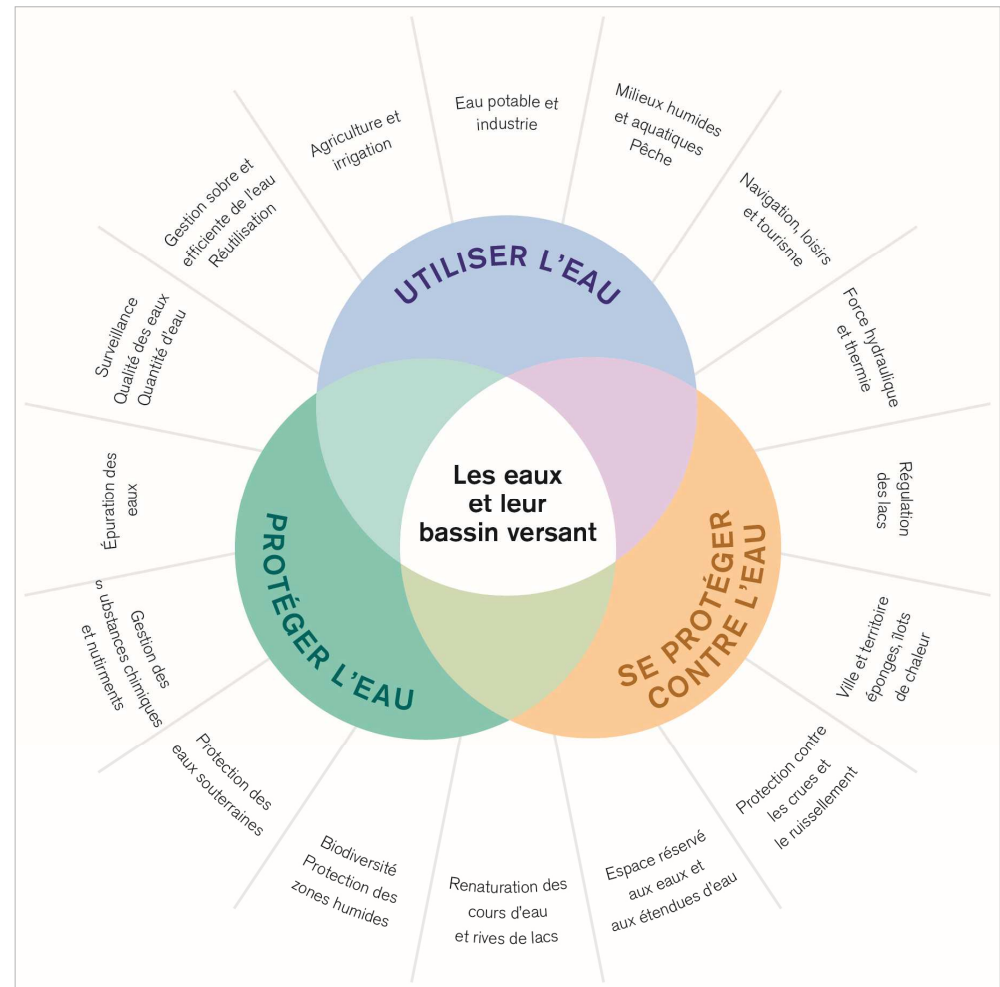 Eau potable et
industrie
Milieux humides
et aquatiques
Pêche
Navigation, loisirs
et tourisme
Force hydraulique
et thermie
Régulation
des lacs
Ville et territoire
éponges, îlots
de chaleur
Protection contre
les crues et
le ruissellement
Espace réservé
aux eaux et
aux étendues d'eau
Renaturation des
cours d'eau
et rives de lacs
Biodiversité
Protection des
zones humides
Protection des
eaux souterraines
Gestion des
s ubstances chimiques
et nutirments
Épuration des
eaux
Surveillance
Qualité des eaux
Quantité d'eau
Gestion sobre et
efficiente de l'eau
Réutilisation
Agriculture et
irrigation
UTILISER L'EAU
PROTÉGER L'EAU
SE PROTÉGER
CONTRE L'EAU
Les eaux
et leur
bassin versant